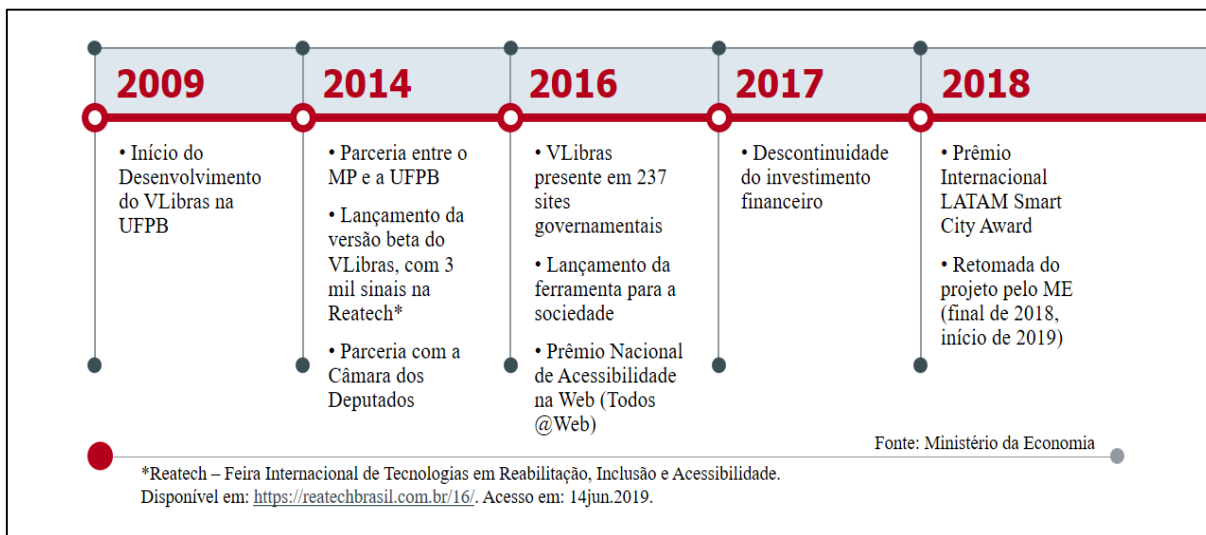 2009
• Início do
Desenvolvimento
do VLibras na
UFPB
2014
• Parceria entre o
MP e a UFPB
• Lançamento da
versão beta do
VLibras, com 3
mil sinais na
Reatech*
• Parceria com a
Câmara dos
Deputados
2016
• VLibras
presente em 237
sites
governamentais
• Lançamento da
ferramenta para a
sociedade
• Prêmio Nacional
de Acessibilidade
na Web (Todos
@Web)
2017
• Descontinuidade
do investimento
financeiro
2018
• Prêmio
Internacional
LATAM Smart
City Award
• Retomada do
projeto pelo ME
(final de 2018,
início de 2019)
Fonte: Ministério da Economia
*Reatech – Feira Internacional de Tecnologias em Reabilitação, Inclusão e Acessibilidade.
Disponível em: https://reatechbrasil.com.br/16/. Acesso em: 14jun.2019.